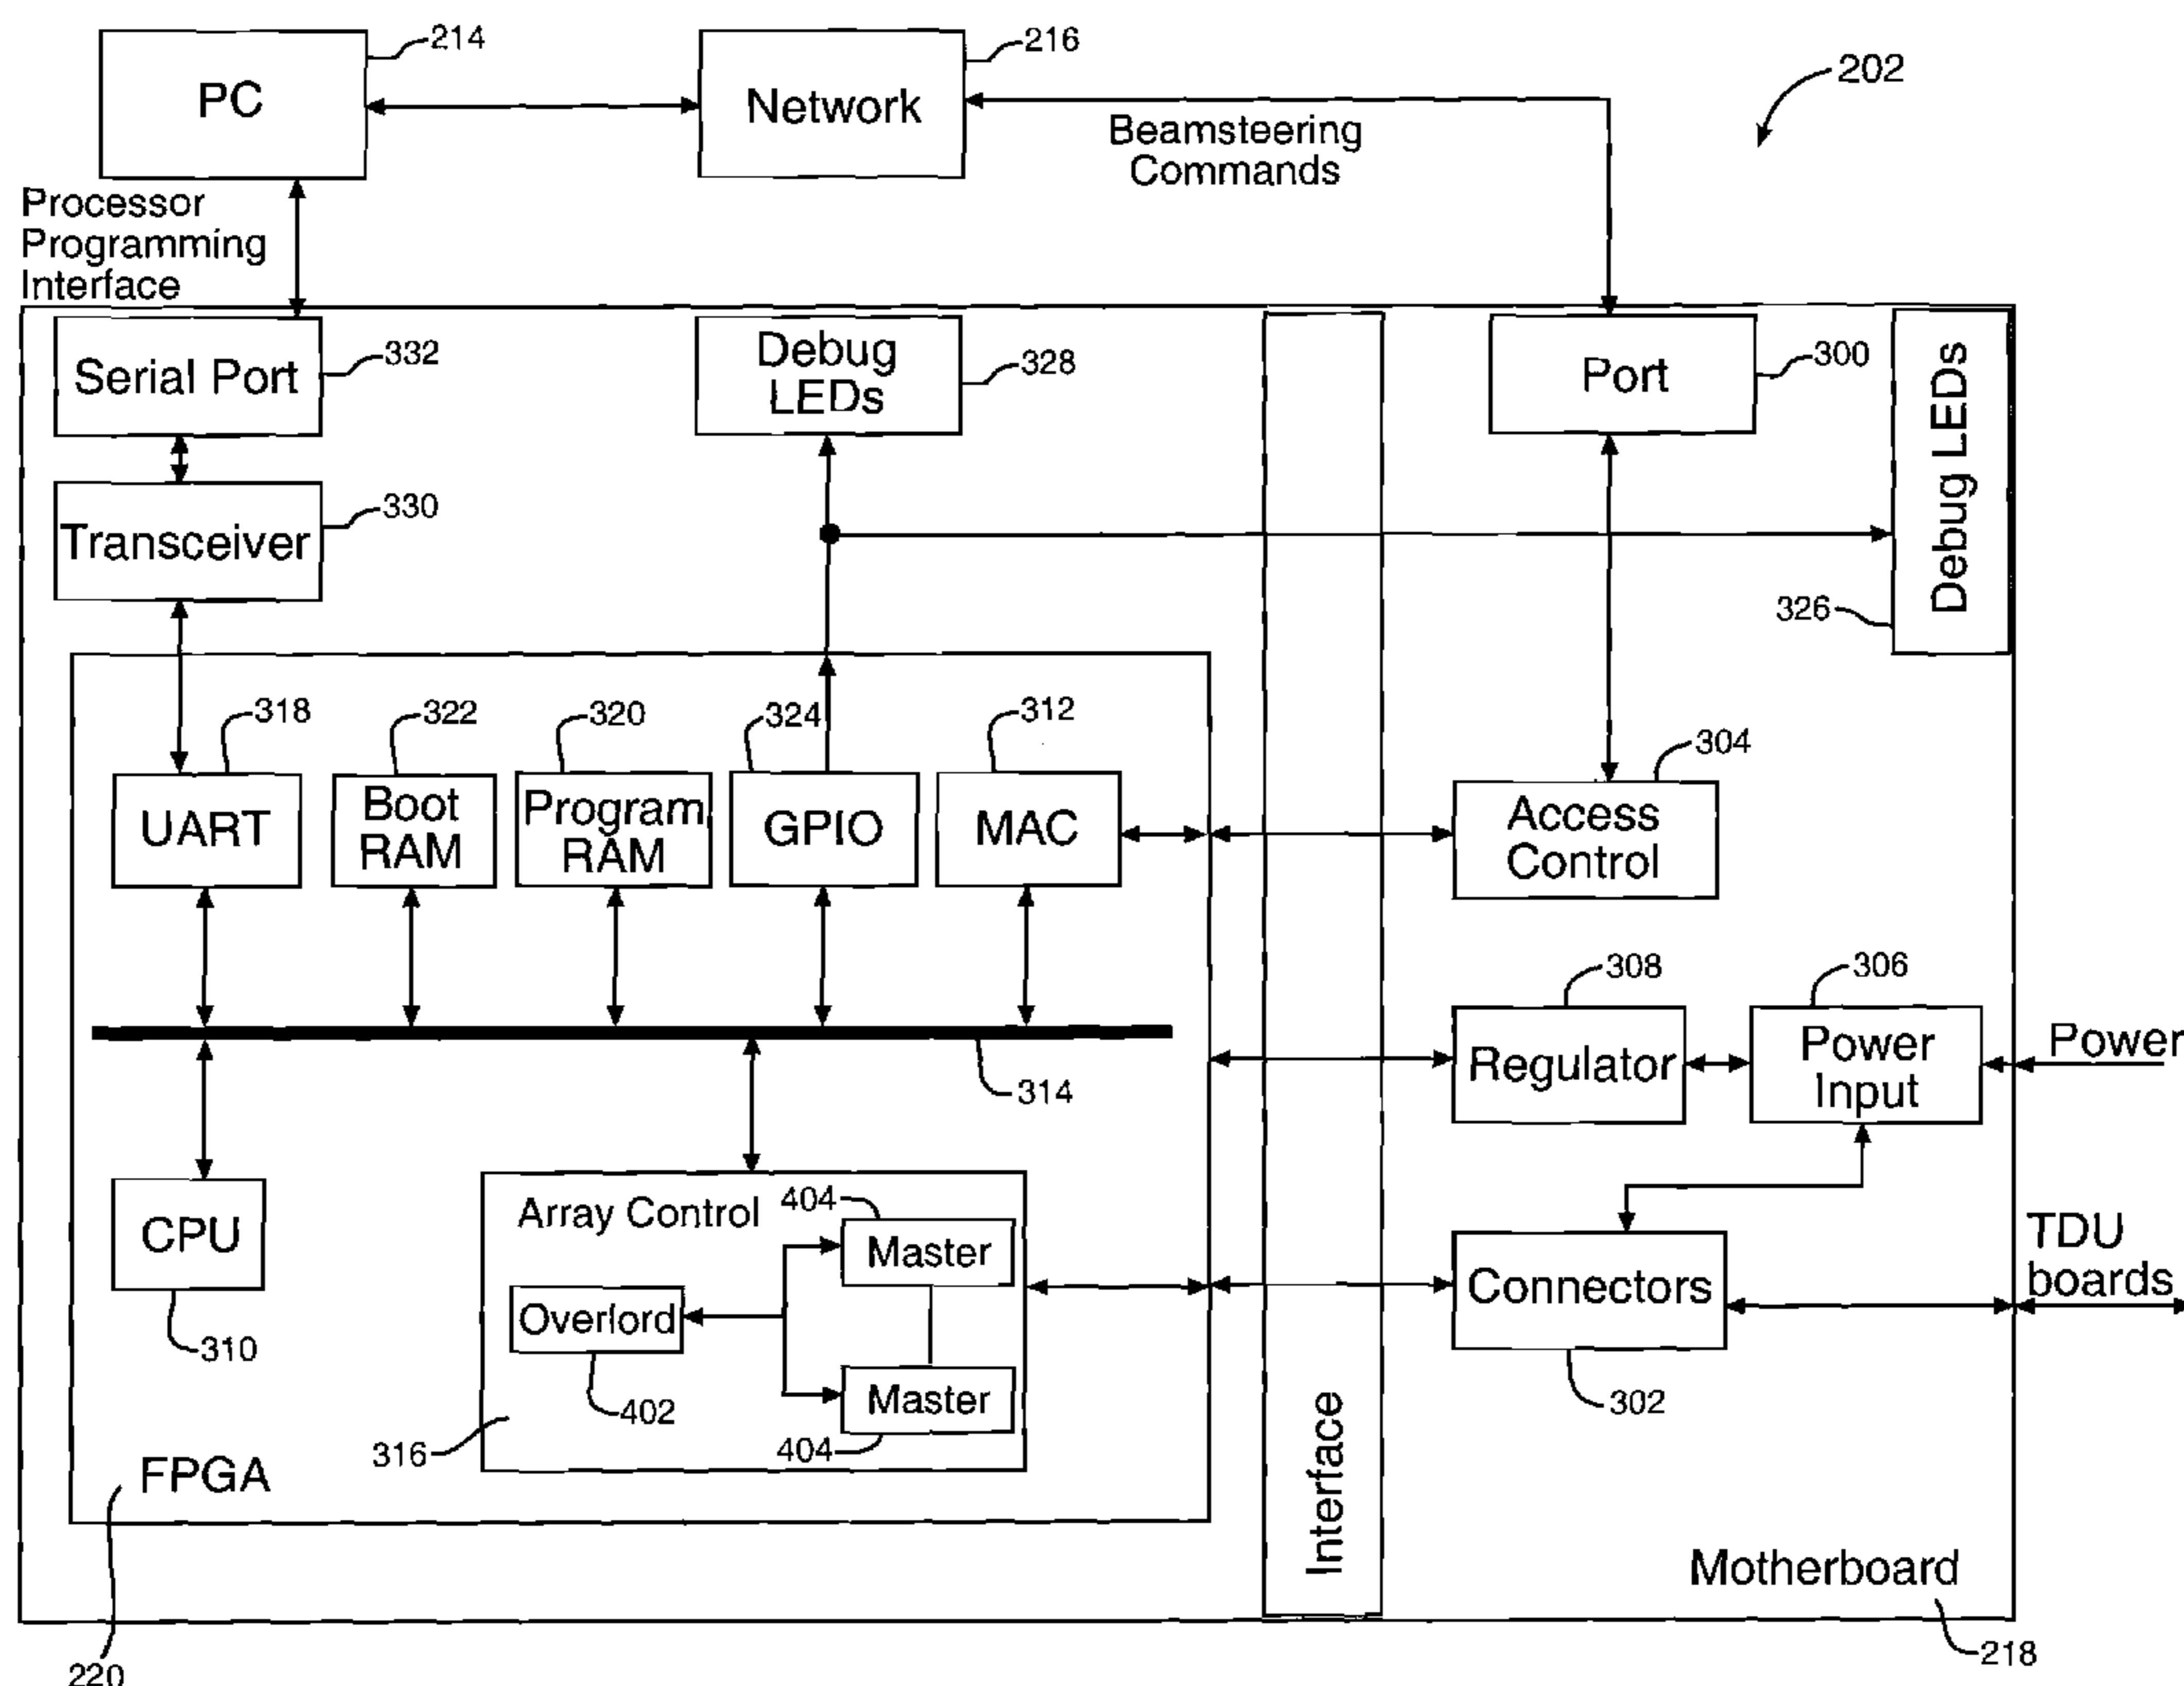 214
216
202
PC
Network
Beamsteering
Commands
Processor
Programming
Interface
Serial Port
332
Debug
LEDs
328
Port
300
Debug LEDs
326
Transceiver
330
318
322
320
324
312
304
UART
Boot
RAM
Program
RAM
GPIO
MAC
Access
Control
308
306
Regulator
Power
Input
Power
314
CPU
310
Array Control
404
Master
Overlord
402
Master
404
316
Connectors
302
TDU
boards
FPGA
220
Interface
Motherboard
218